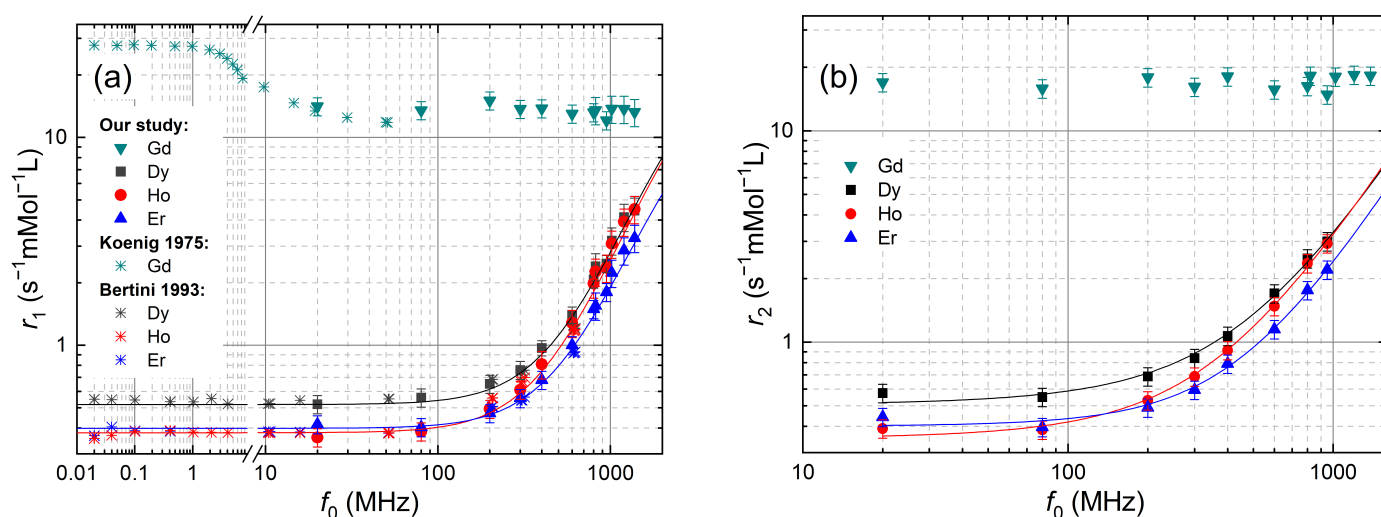 (a)
10
1
r₁ (s⁻¹mMol⁻¹L)
Our study:
Gd
Dy
Ho
Er
Koenig 1975:
Gd
Bertini 1993:
Dy
Ho
Er
0.01 0.1 1 10 100 1000
f₀ (MHz)
(b)
10
1
r₂ (s⁻¹mMol⁻¹L)
Gd
Dy
Ho
Er
10 100 1000
f₀ (MHz)